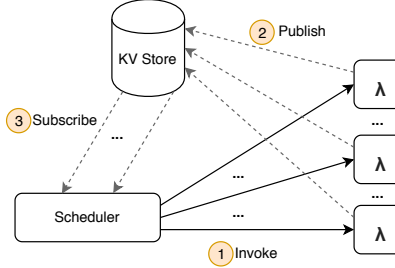 2 Publish
KV Store
λ
3 Subscribe
...
...
λ
...
...
Scheduler
...
λ
1 Invoke